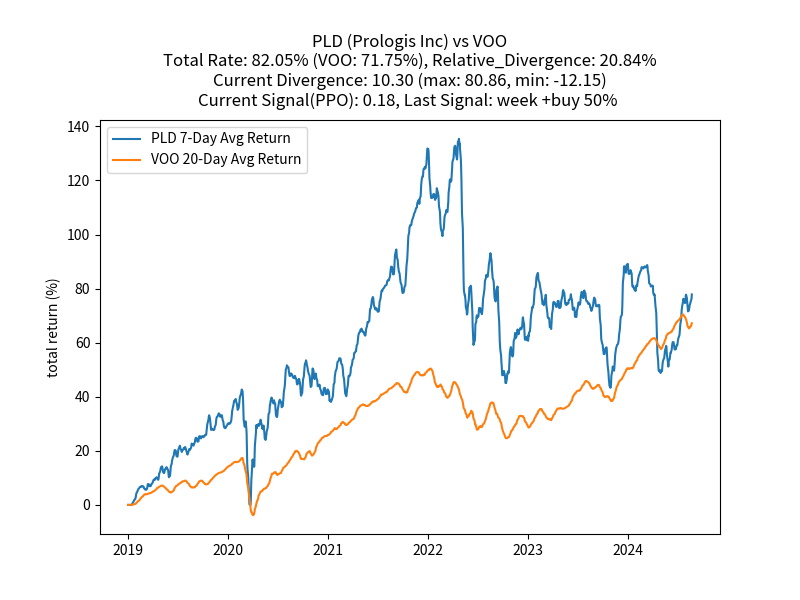 PLD (Prologis Inc) vs VOO
Total Rate: 82.05% (VOO: 71.75%), Relative_Divergence: 20.84%
Current Divergence: 10.30 (max: 80.86, min: -12.15)
Current Signal(PPO): 0.18, Last Signal: week +buy 50%
PLD 7-Day Avg Return
VOO 20-Day Avg Return
total return (%)
140
120
100
80
60
40
20
0
2019
2020
2021
2022
2023
2024